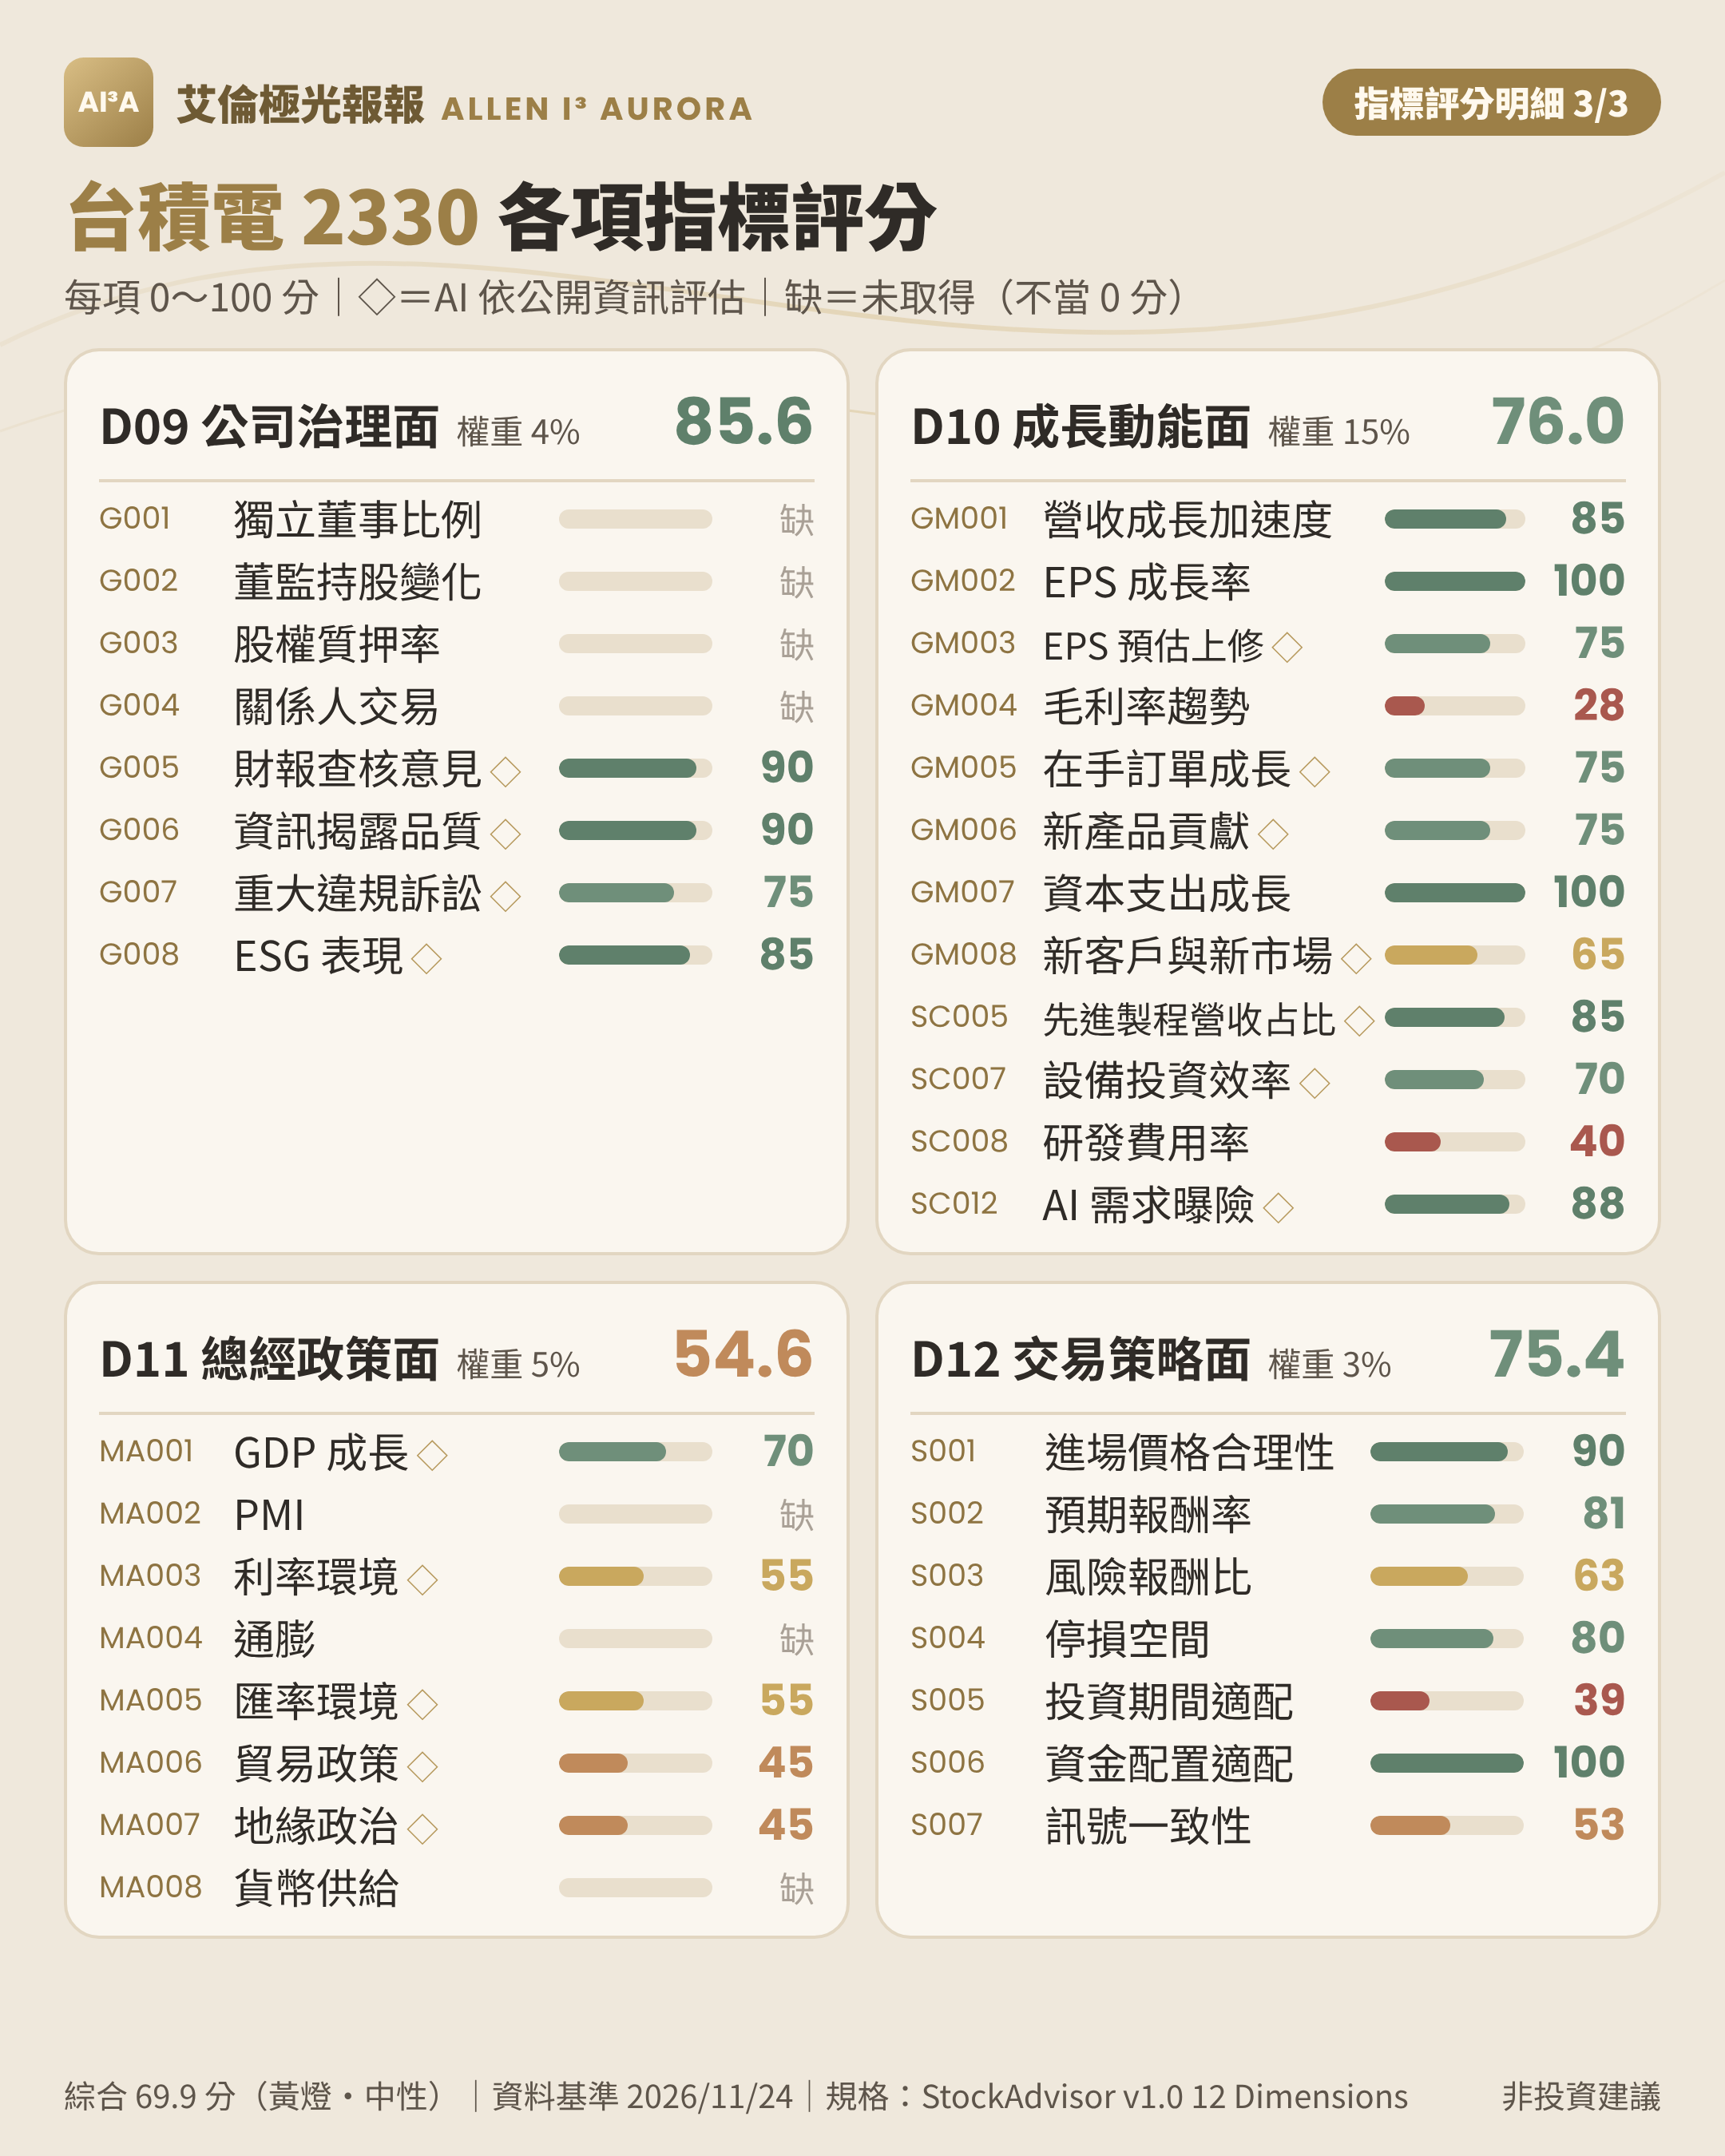 AI³A 艾倫極光報報 ALLEN I³ AURORA
指標評分明細 3/3
台積電 2330 各項指標評分
每項 0～100 分｜◇＝AI 依公開資訊評估｜缺＝未取得（不當 0 分）
D09 公司治理面 權重 4% 85.6
G001 獨立董事比例 缺
G002 董監持股變化 缺
G003 股權質押率 缺
G004 關係人交易 缺
G005 財報查核意見 ◇ 90
G006 資訊揭露品質 ◇ 90
G007 重大違規訴訟 ◇ 75
G008 ESG 表現 ◇ 85
D10 成長動能面 權重 15% 76.0
GM001 營收成長加速度 85
GM002 EPS 成長率 100
GM003 EPS 預估上修 ◇ 75
GM004 毛利率趨勢 28
GM005 在手訂單成長 ◇ 75
GM006 新產品貢獻 ◇ 75
GM007 資本支出成長 100
GM008 新客戶與新市場 ◇ 65
SC005 先進製程營收占比 ◇ 85
SC007 設備投資效率 ◇ 70
SC008 研發費用率 40
SC012 AI 需求曝險 ◇ 88
D11 總經政策面 權重 5% 54.6
MA001 GDP 成長 ◇ 70
MA002 PMI 缺
MA003 利率環境 ◇ 55
MA004 通膨 缺
MA005 匯率環境 ◇ 55
MA006 貿易政策 ◇ 45
MA007 地緣政治 ◇ 45
MA008 貨幣供給 缺
D12 交易策略面 權重 3% 75.4
S001 進場價格合理性 90
S002 預期報酬率 81
S003 風險報酬比 63
S004 停損空間 80
S005 投資期間適配 39
S006 資金配置適配 100
S007 訊號一致性 53
綜合 69.9 分（黃燈・中性）｜資料基準 2026/11/24｜規格：StockAdvisor v1.0 12 Dimensions
非投資建議